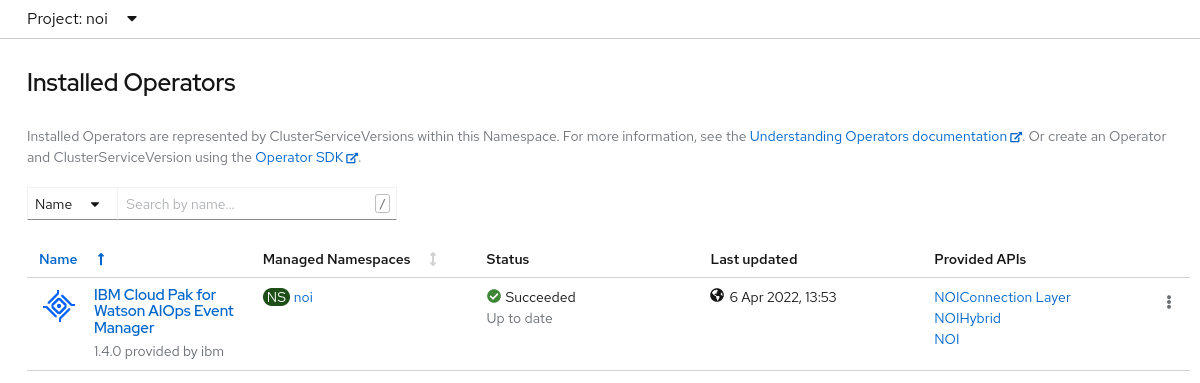 Project: noi
Installed Operators
Installed Operators are represented by ClusterServiceVersions within this Namespace. For more information, see the Understanding Operators documentation. Or create an Operator
and ClusterServiceVersion using the Operator SDK.
Name Search by name... /
Name Managed Namespaces Status Last updated Provided APIs
IBM Cloud Pak for NS noi Succeeded 6 Apr 2022, 13:53 NOIConnection Layer
Watson AIOps Event Up to date NOIHybrid
Manager NOI
1.4.0 provided by ibm